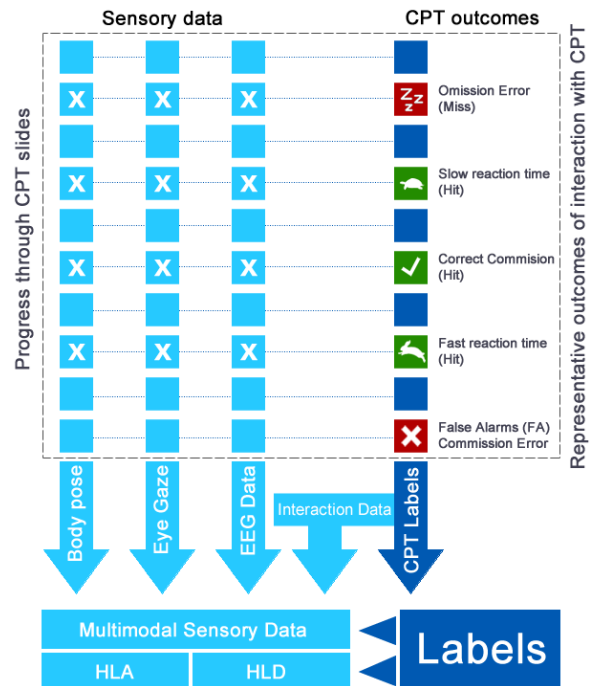 Sensory data
CPT outcomes
Progress through CPT slides
Representative outcomes of interaction with CPT
X X X
Z Z Z
Omission Error
(Miss)
X X X
Slow reaction time
(Hit)
X X X
Correct Commision
(Hit)
X X X
Fast reaction time
(Hit)
False Alarms (FA)
Commission Error
Body pose
Eye Gaze
EEG Data
Interaction Data
CPT Labels
Multimodal Sensory Data
HLA
HLD
Labels